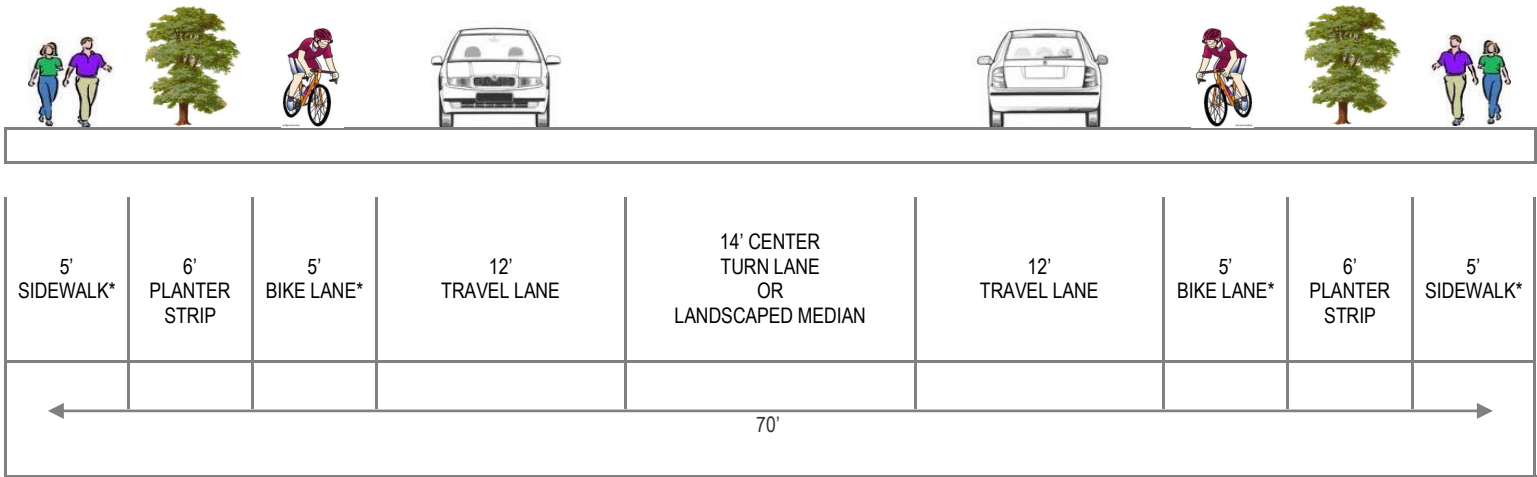 5’
SIDEWALK*
6’
PLANTER
STRIP
5’
BIKE LANE*
12’
TRAVEL LANE
14’ CENTER
TURN LANE
OR
LANDSCAPED MEDIAN
12’
TRAVEL LANE
5’
BIKE LANE*
6’
PLANTER
STRIP
5’
SIDEWALK*
70’